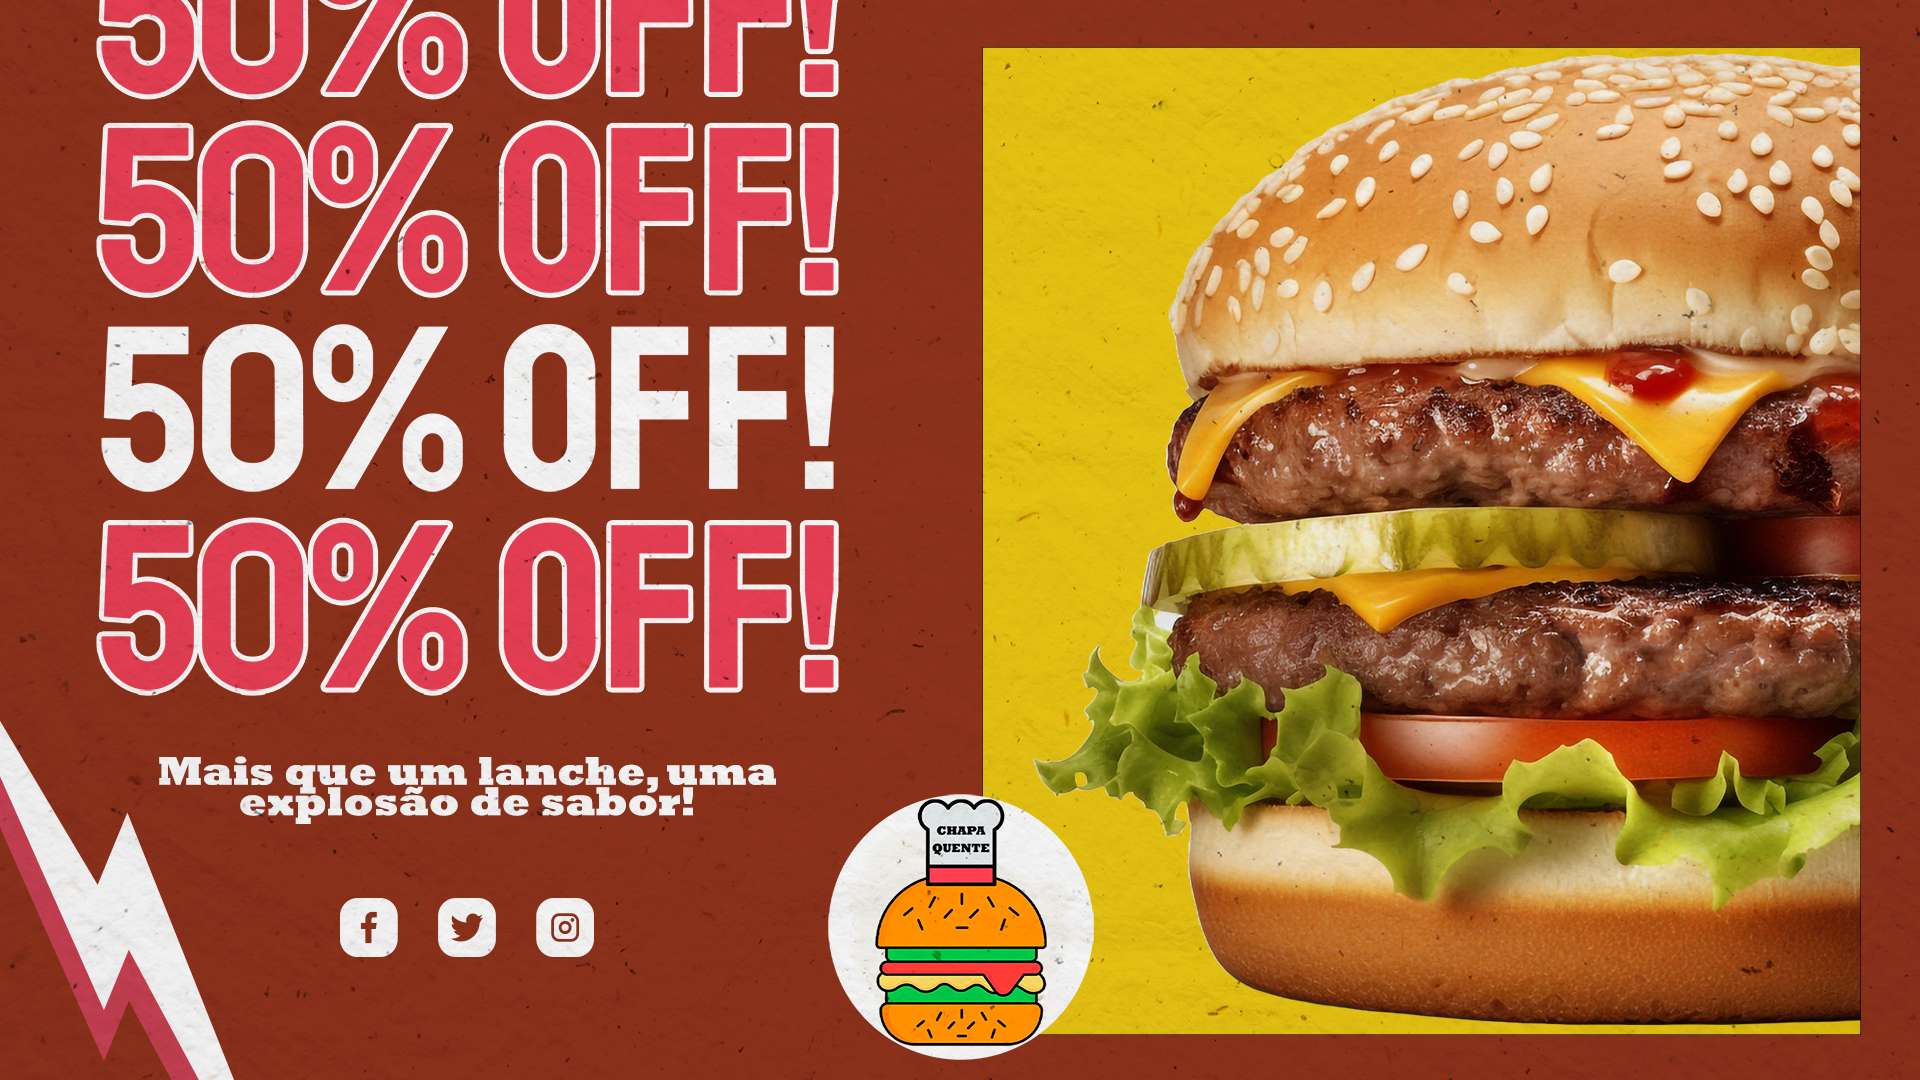 50% OFF!
50% OFF!
50% OFF!
50% OFF!
Mais que um lanche, uma
explosão de sabor!
CHAPA
QUENTE